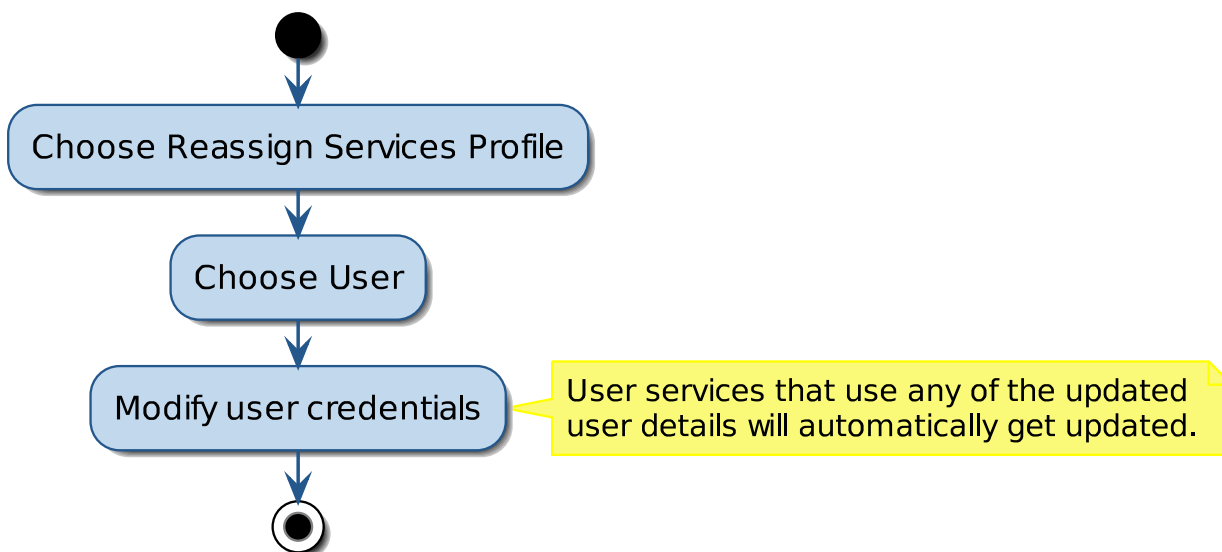 Choose Reassign Services Profile
Choose User
Modify user credentials
User services that use any of the updated
user details will automatically get updated.